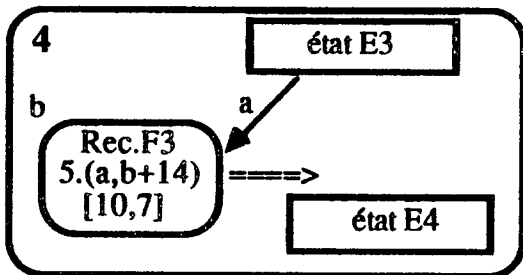 4
état E3
b
a
Rec.F3
5.(a,b+14)
[10,7]
====>
état E4